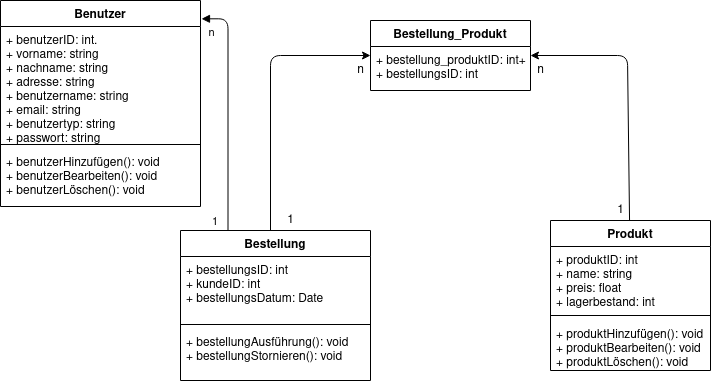 Benutzer
+ benutzerID: int.
+ vorname: string
+ nachname: string
+ adresse: string
+ benutzername: string
+ email: string
+ benutzertyp: string
+ passwort: string
+ benutzerHinzufügen(): void
+ benutzerBearbeiten(): void
+ benutzerLöschen(): void
n
Bestellung_Produkt
+ bestellung_produktID: int+
+ bestellungsID: int
n
n
1
1
1
Bestellung
+ bestellungsID: int
+ kundeID: int
+ bestellungsDatum: Date
+ bestellungAusführung(): void
+ bestellungStornieren(): void
Produkt
+ produktID: int
+ name: string
+ preis: float
+ lagerbestand: int
+ produktHinzufügen(): void
+ produktBearbeiten(): void
+ produktLöschen(): void